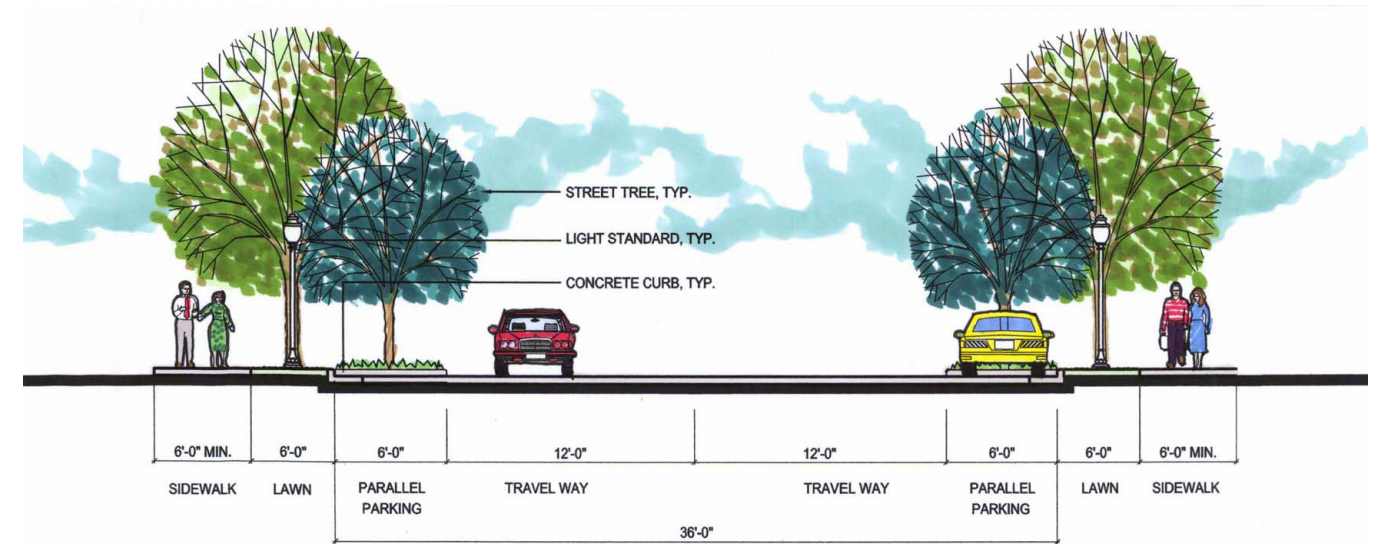 STREET TREE, TYP.
LIGHT STANDARD, TYP.
CONCRETE CURB, TYP.
6'-0" MIN.
6'-0"
6'-0"
12'-0"
12'-0"
6'-0"
6'-0"
6'-0" MIN.
SIDEWALK
LAWN
PARALLEL
PARKING
TRAVEL WAY
TRAVEL WAY
PARALLEL
PARKING
LAWN
SIDEWALK
36'-0"